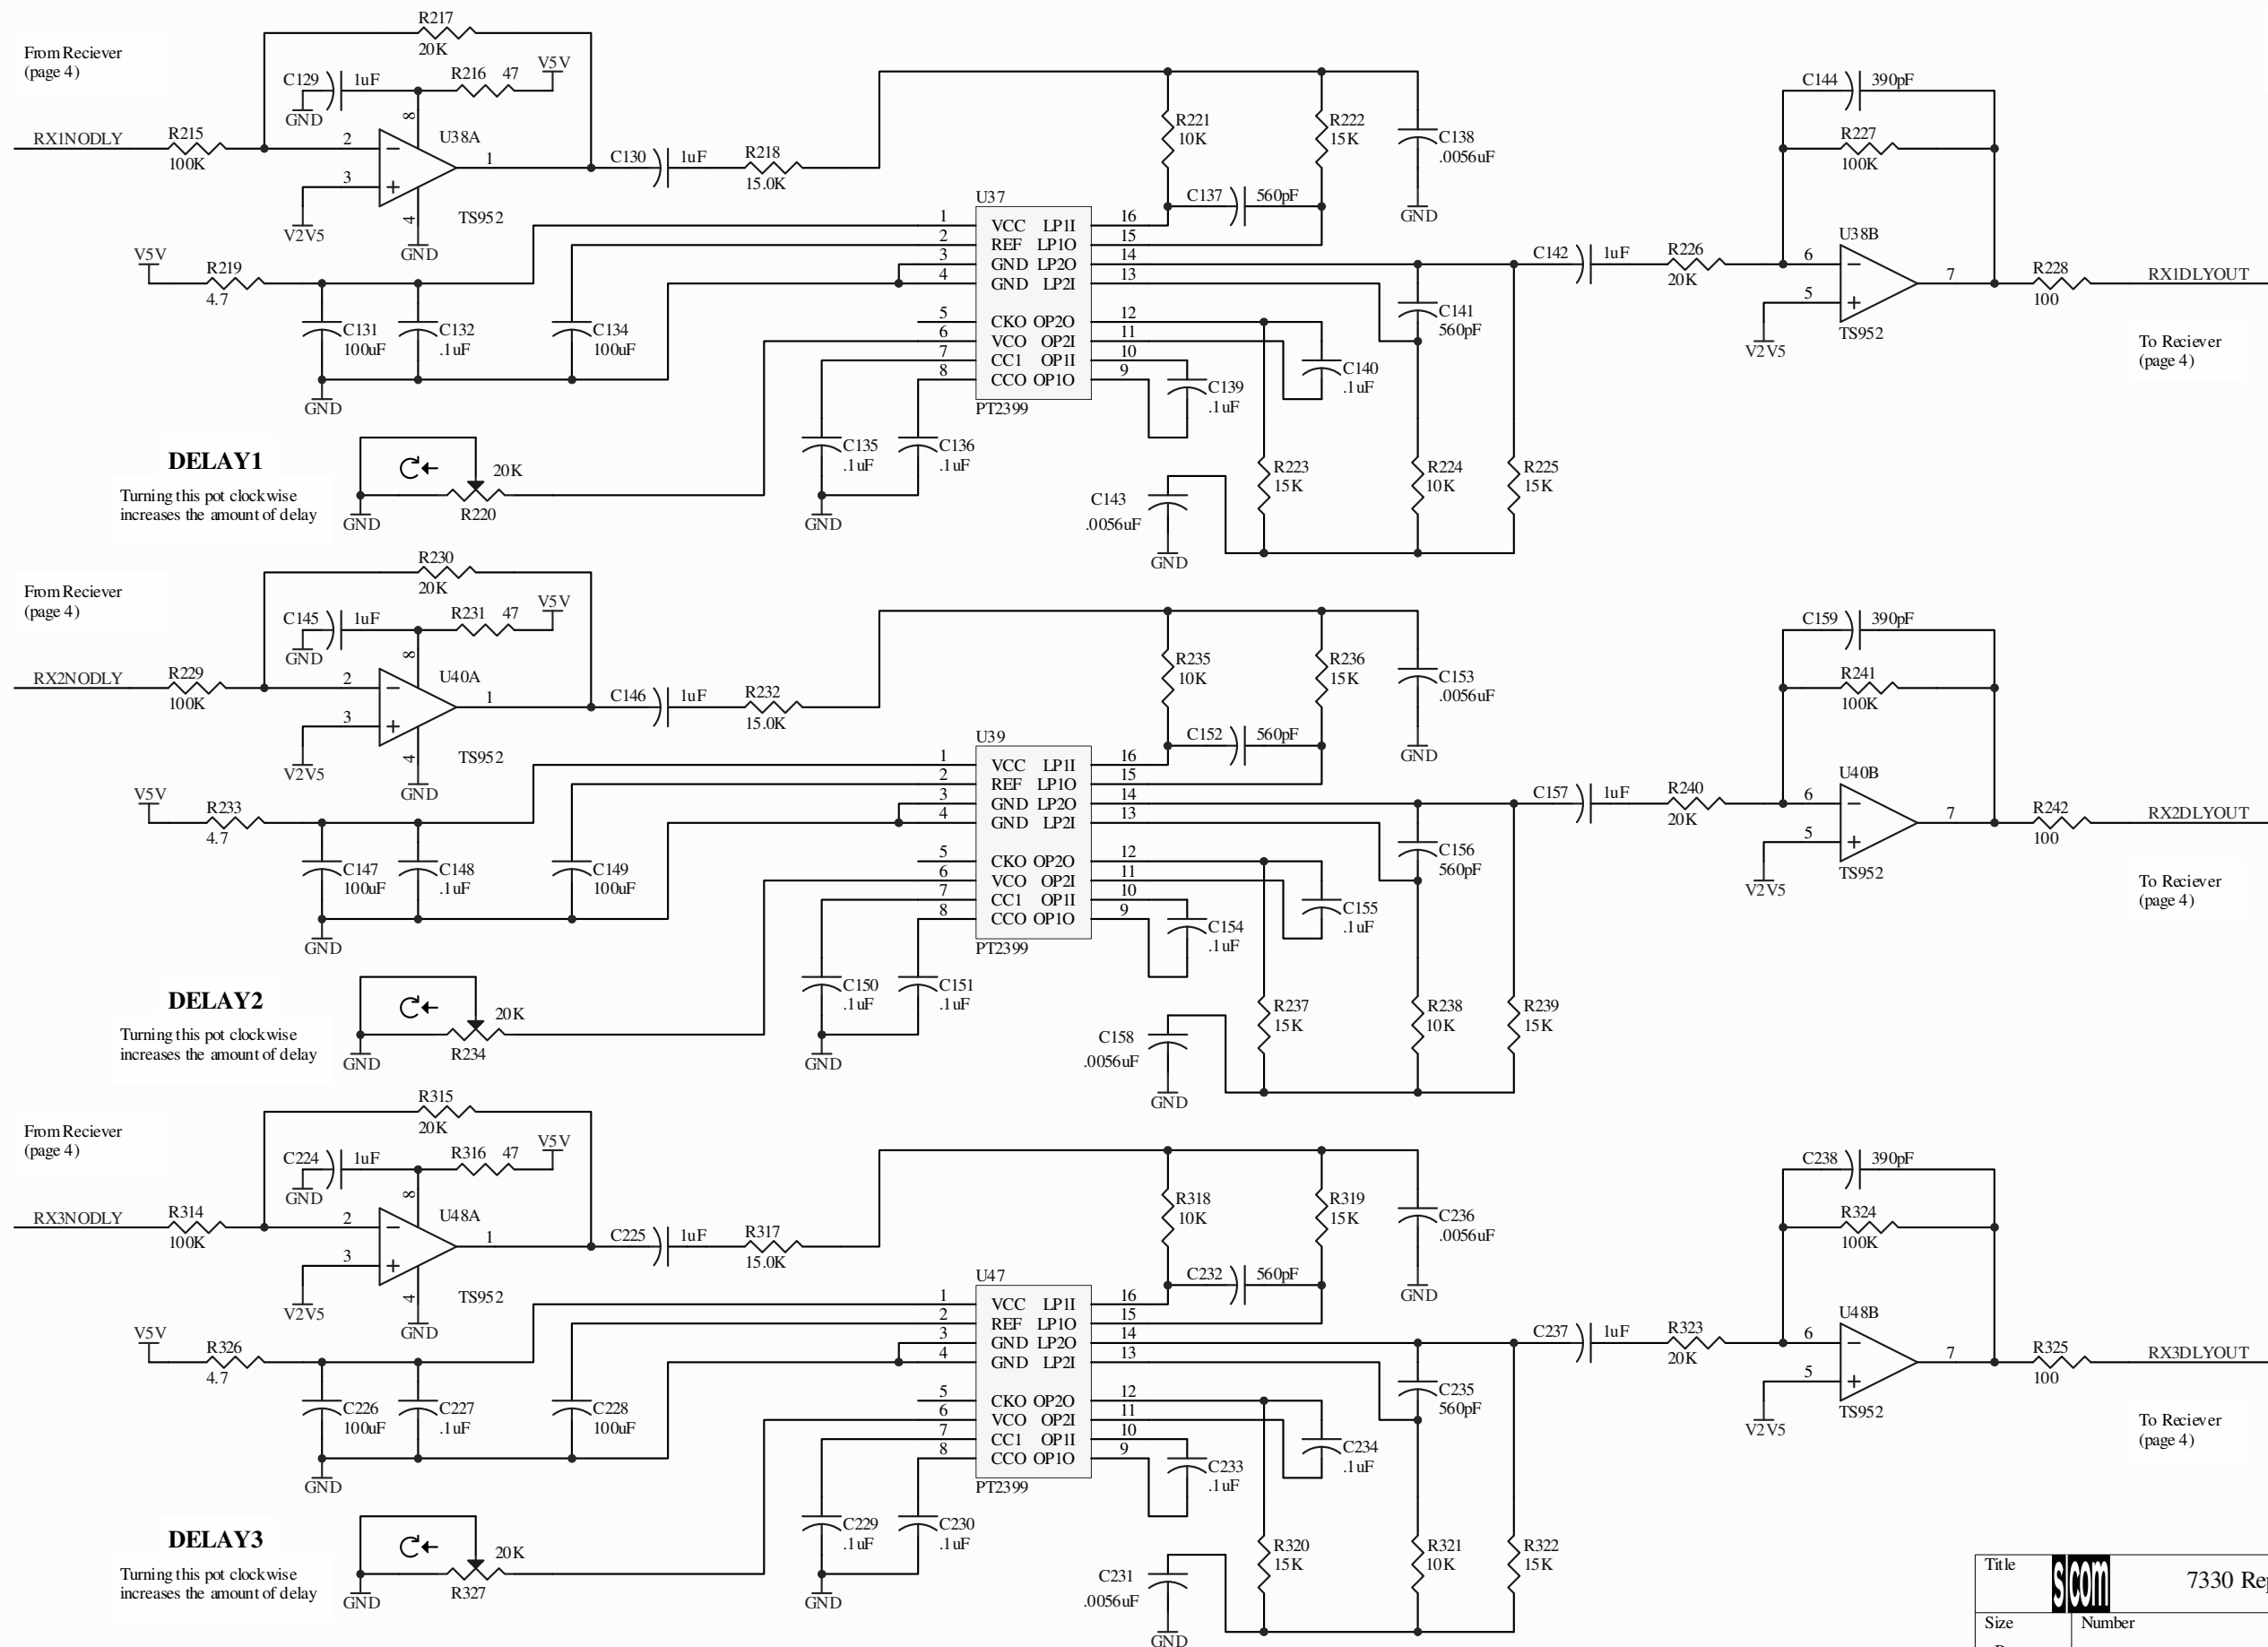 From Reciever
(page 4)
R217
20K
C129 1uF
GND
R216 47
V5V
8
RX1NODLY
R215
100K
2
3
1
4
U38A
TS952
V2V5
GND
C130 1uF
R218
15.0K
R221
10K
R222
15K
C138
.0056uF
GND
C137 560pF
V5V
R219
4.7
C131
100uF
C132
.1uF
C134
100uF
GND
U37
1 VCC LP1I 16
2 REF LP1O 15
3 GND LP2O 14
4 GND LP2I 13
5 CKO OP2O 12
6 VCO OP2I 11
7 CC1 OP1I 10
8 CCO OP1O 9
PT2399
C135
.1uF
C136
.1uF
GND
C139
.1uF
C140
.1uF
C141
560pF
C143
.0056uF
GND
R223
15K
R224
10K
R225
15K
C142 1uF
R226
20K
C144 390pF
R227
100K
U38B
6
5
7
TS952
V2V5
R228
100
RX1DLYOUT
To Reciever
(page 4)
DELAY1
Turning this pot clockwise
increases the amount of delay
20K
R220
GND
From Reciever
(page 4)
R230
20K
C145 1uF
GND
R231 47
V5V
8
RX2NODLY
R229
100K
2
3
1
4
U40A
TS952
V2V5
GND
C146 1uF
R232
15.0K
R235
10K
R236
15K
C153
.0056uF
GND
C152 560pF
V5V
R233
4.7
C147
100uF
C148
.1uF
C149
100uF
GND
U39
1 VCC LP1I 16
2 REF LP1O 15
3 GND LP2O 14
4 GND LP2I 13
5 CKO OP2O 12
6 VCO OP2I 11
7 CC1 OP1I 10
8 CCO OP1O 9
PT2399
C150
.1uF
C151
.1uF
GND
C154
.1uF
C155
.1uF
C156
560pF
C158
.0056uF
GND
R237
15K
R238
10K
R239
15K
C157 1uF
R240
20K
C159 390pF
R241
100K
U40B
6
5
7
TS952
V2V5
R242
100
RX2DLYOUT
To Reciever
(page 4)
DELAY2
Turning this pot clockwise
increases the amount of delay
20K
R234
GND
From Reciever
(page 4)
R315
20K
C224 1uF
GND
R316 47
V5V
8
RX3NODLY
R314
100K
2
3
1
4
U48A
TS952
V2V5
GND
C225 1uF
R317
15.0K
R318
10K
R319
15K
C236
.0056uF
GND
C232 560pF
V5V
R326
4.7
C226
100uF
C227
.1uF
C228
100uF
GND
U47
1 VCC LP1I 16
2 REF LP1O 15
3 GND LP2O 14
4 GND LP2I 13
5 CKO OP2O 12
6 VCO OP2I 11
7 CC1 OP1I 10
8 CCO OP1O 9
PT2399
C229
.1uF
C230
.1uF
GND
C233
.1uF
C234
.1uF
C235
560pF
C231
.0056uF
GND
R320
15K
R321
10K
R322
15K
C237 1uF
R323
20K
C238 390pF
R324
100K
U48B
6
5
7
TS952
V2V5
R325
100
RX3DLYOUT
To Reciever
(page 4)
DELAY3
Turning this pot clockwise
increases the amount of delay
20K
R327
GND
Title
s com
7330
Size Number